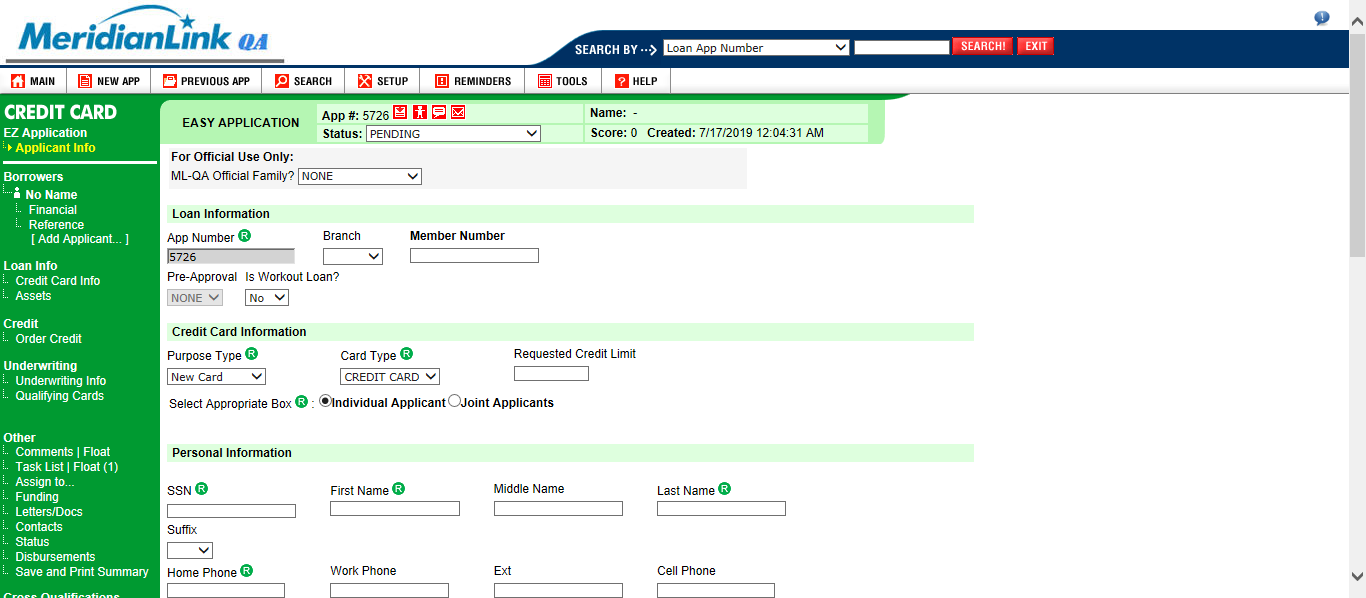 MeridianLink QA
SEARCH BY ··> Loan App Number SEARCH! EXIT
MAIN NEW APP PREVIOUS APP SEARCH SETUP REMINDERS TOOLS HELP
CREDIT CARD
EZ Application
Applicant Info
Borrowers
No Name
Financial
Reference
[ Add Applicant... ]
Loan Info
Credit Card Info
Assets
Credit
Order Credit
Underwriting
Underwriting Info
Qualifying Cards
Other
Comments | Float
Task List | Float (1)
Assign to...
Funding
Letters/Docs
Contacts
Status
Disbursements
Save and Print Summary
Cross Qualifications
EASY APPLICATION
App #: 5726
Name: -
Status: PENDING
Score: 0 Created: 7/17/2019 12:04:31 AM
For Official Use Only:
ML-QA Official Family? NONE
Loan Information
App Number R Branch Member Number
5726
Pre-Approval Is Workout Loan?
NONE No
Credit Card Information
Purpose Type R Card Type R Requested Credit Limit
New Card CREDIT CARD
Select Appropriate Box R : Individual Applicant Joint Applicants
Personal Information
SSN R First Name R Middle Name Last Name R
Suffix
Home Phone R Work Phone Ext Cell Phone